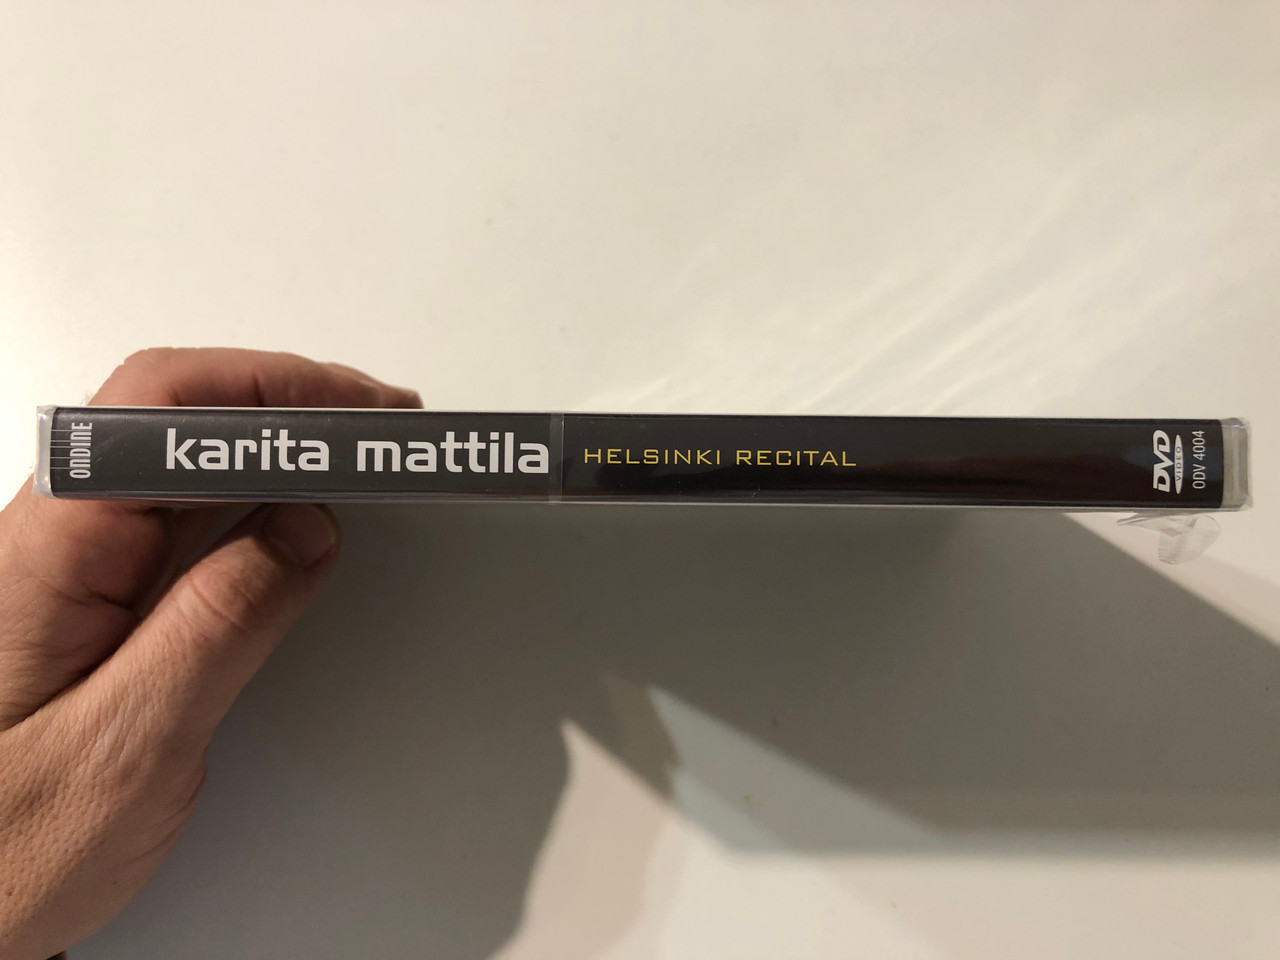 ONDINE
karita mattila
HELSINKI RECITAL
DVD
VIDEO
ODV 4004